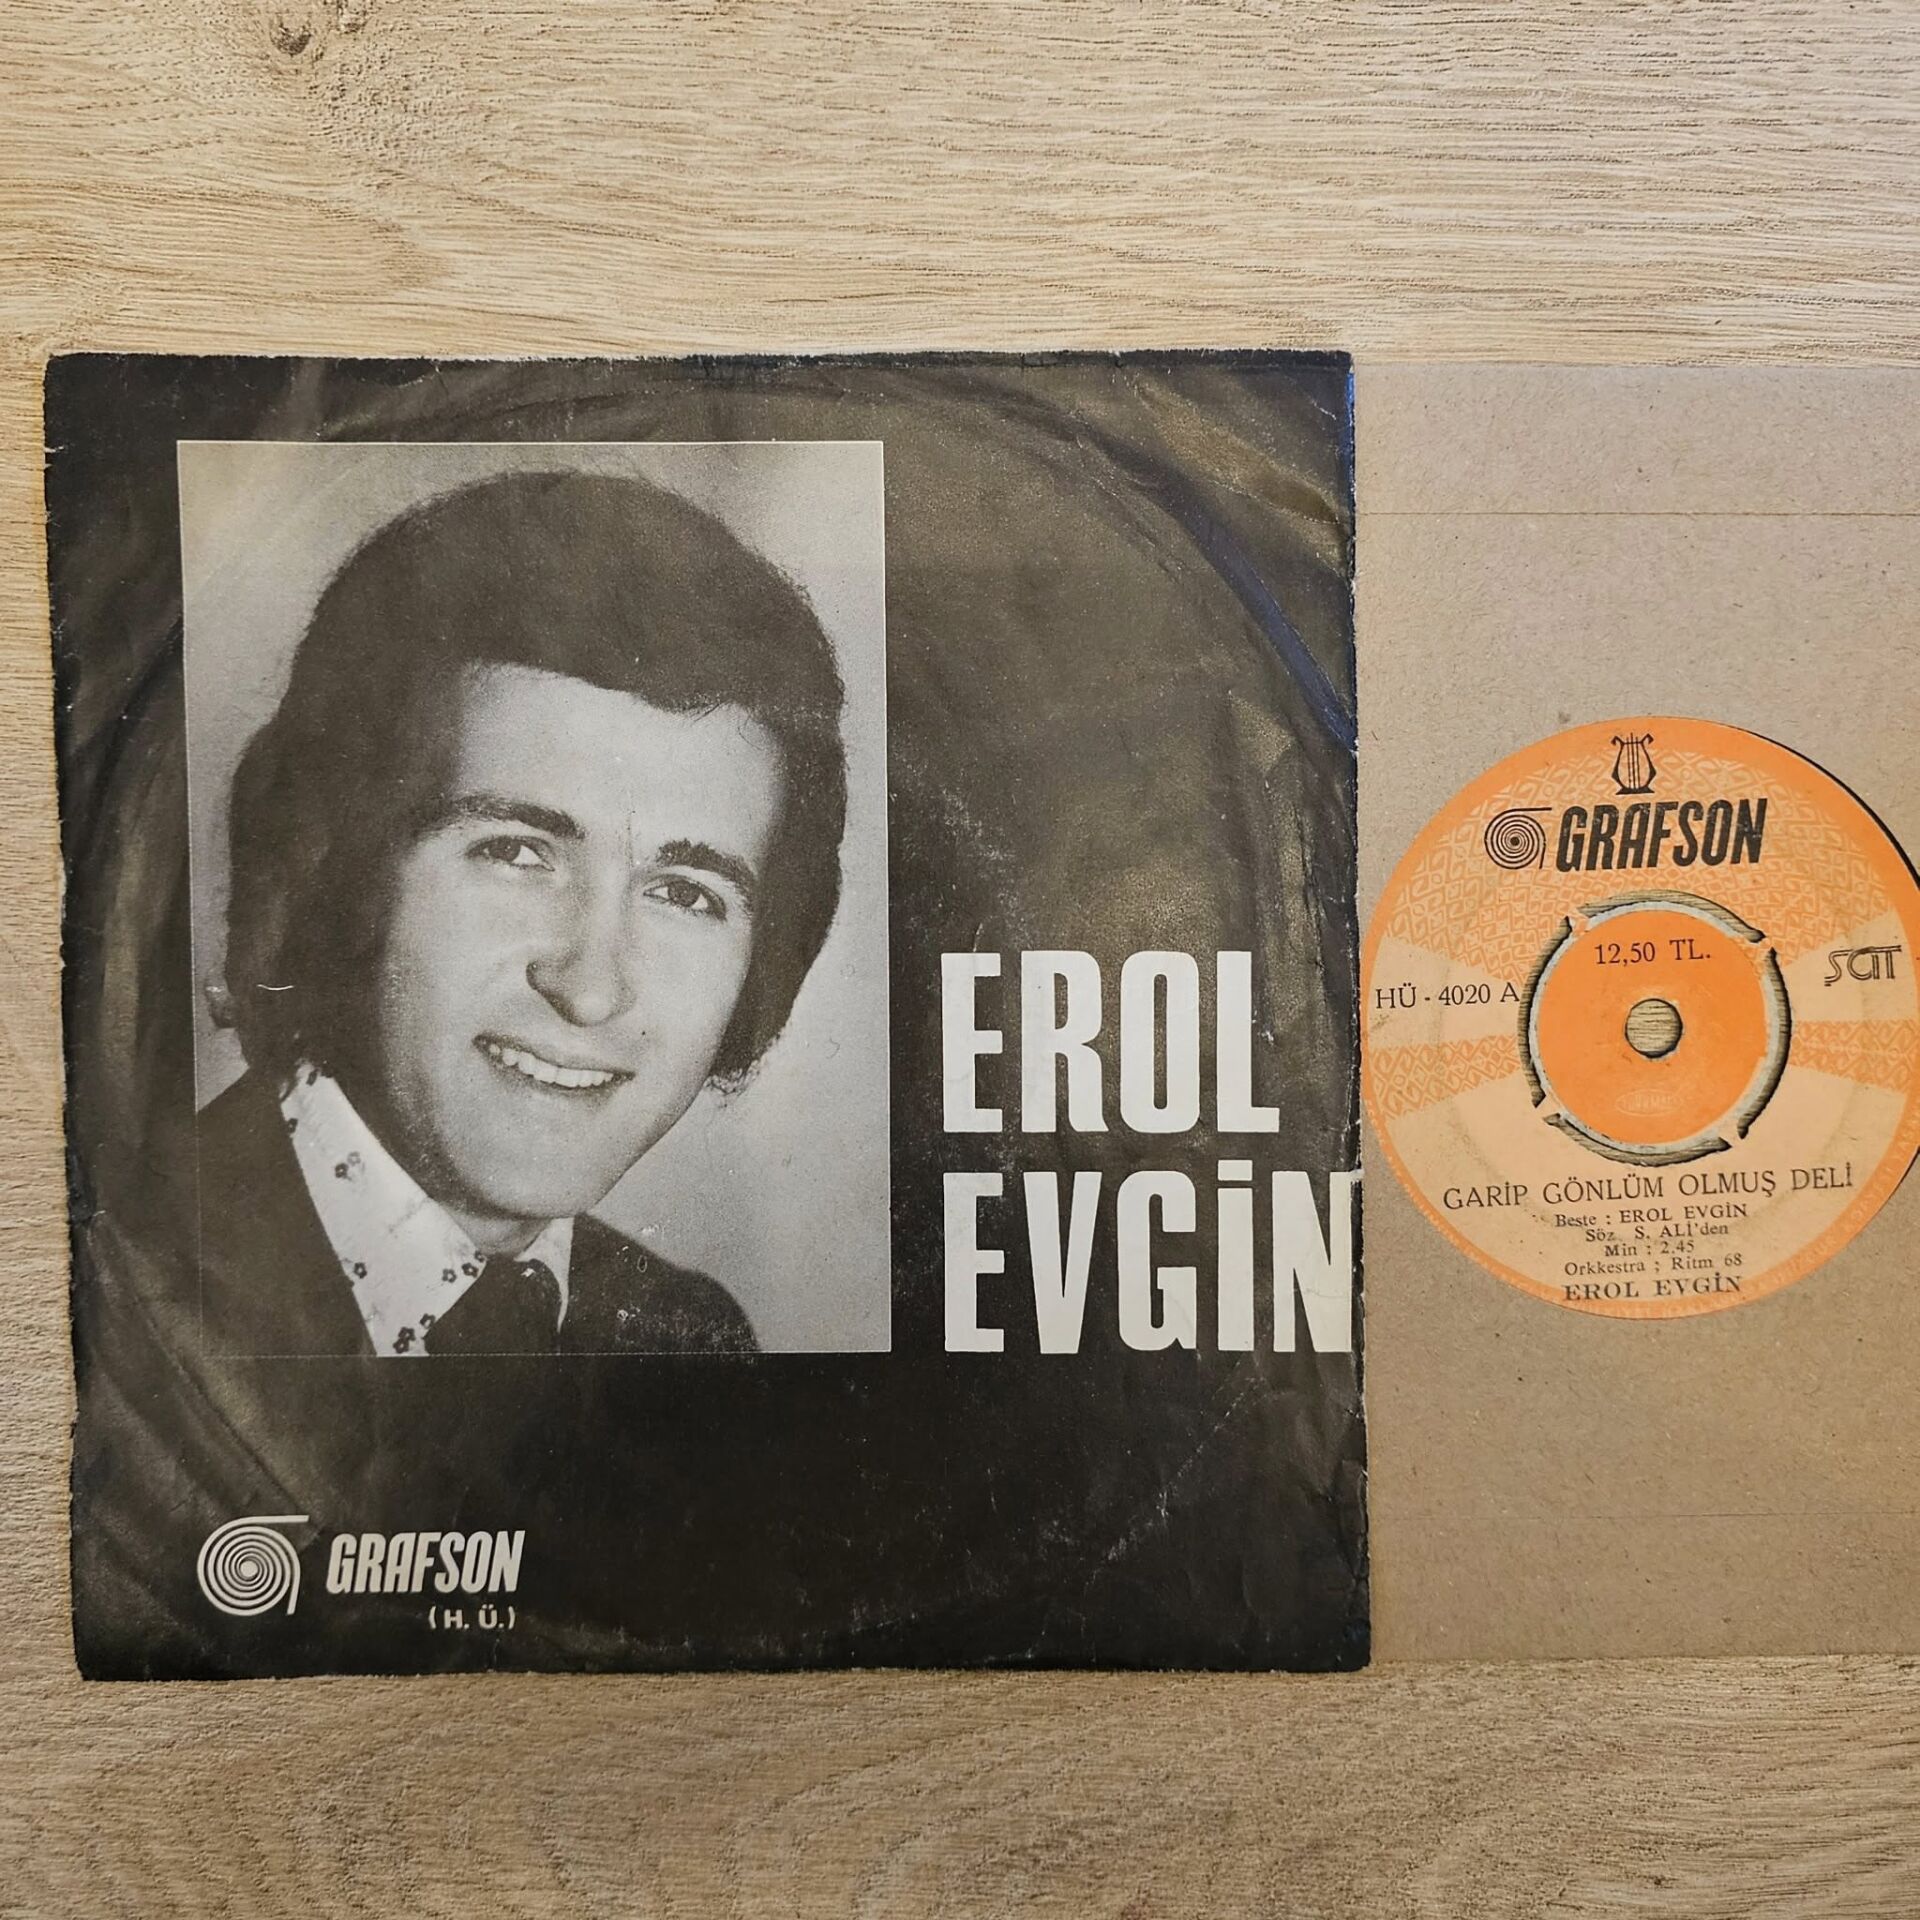 EROL
EVGİN
GRAFSON
(H. Ü.)
GRAFSON
12,50 TL.
HÜ - 4020 A
SAT
GARİP GÖNLÜM OLMUŞ DELİ
Beste : EROL EVGİN
Söz S. ALİ'den
Min : 2.45
Orkkestra ; Ritm 68
EROL EVGİN